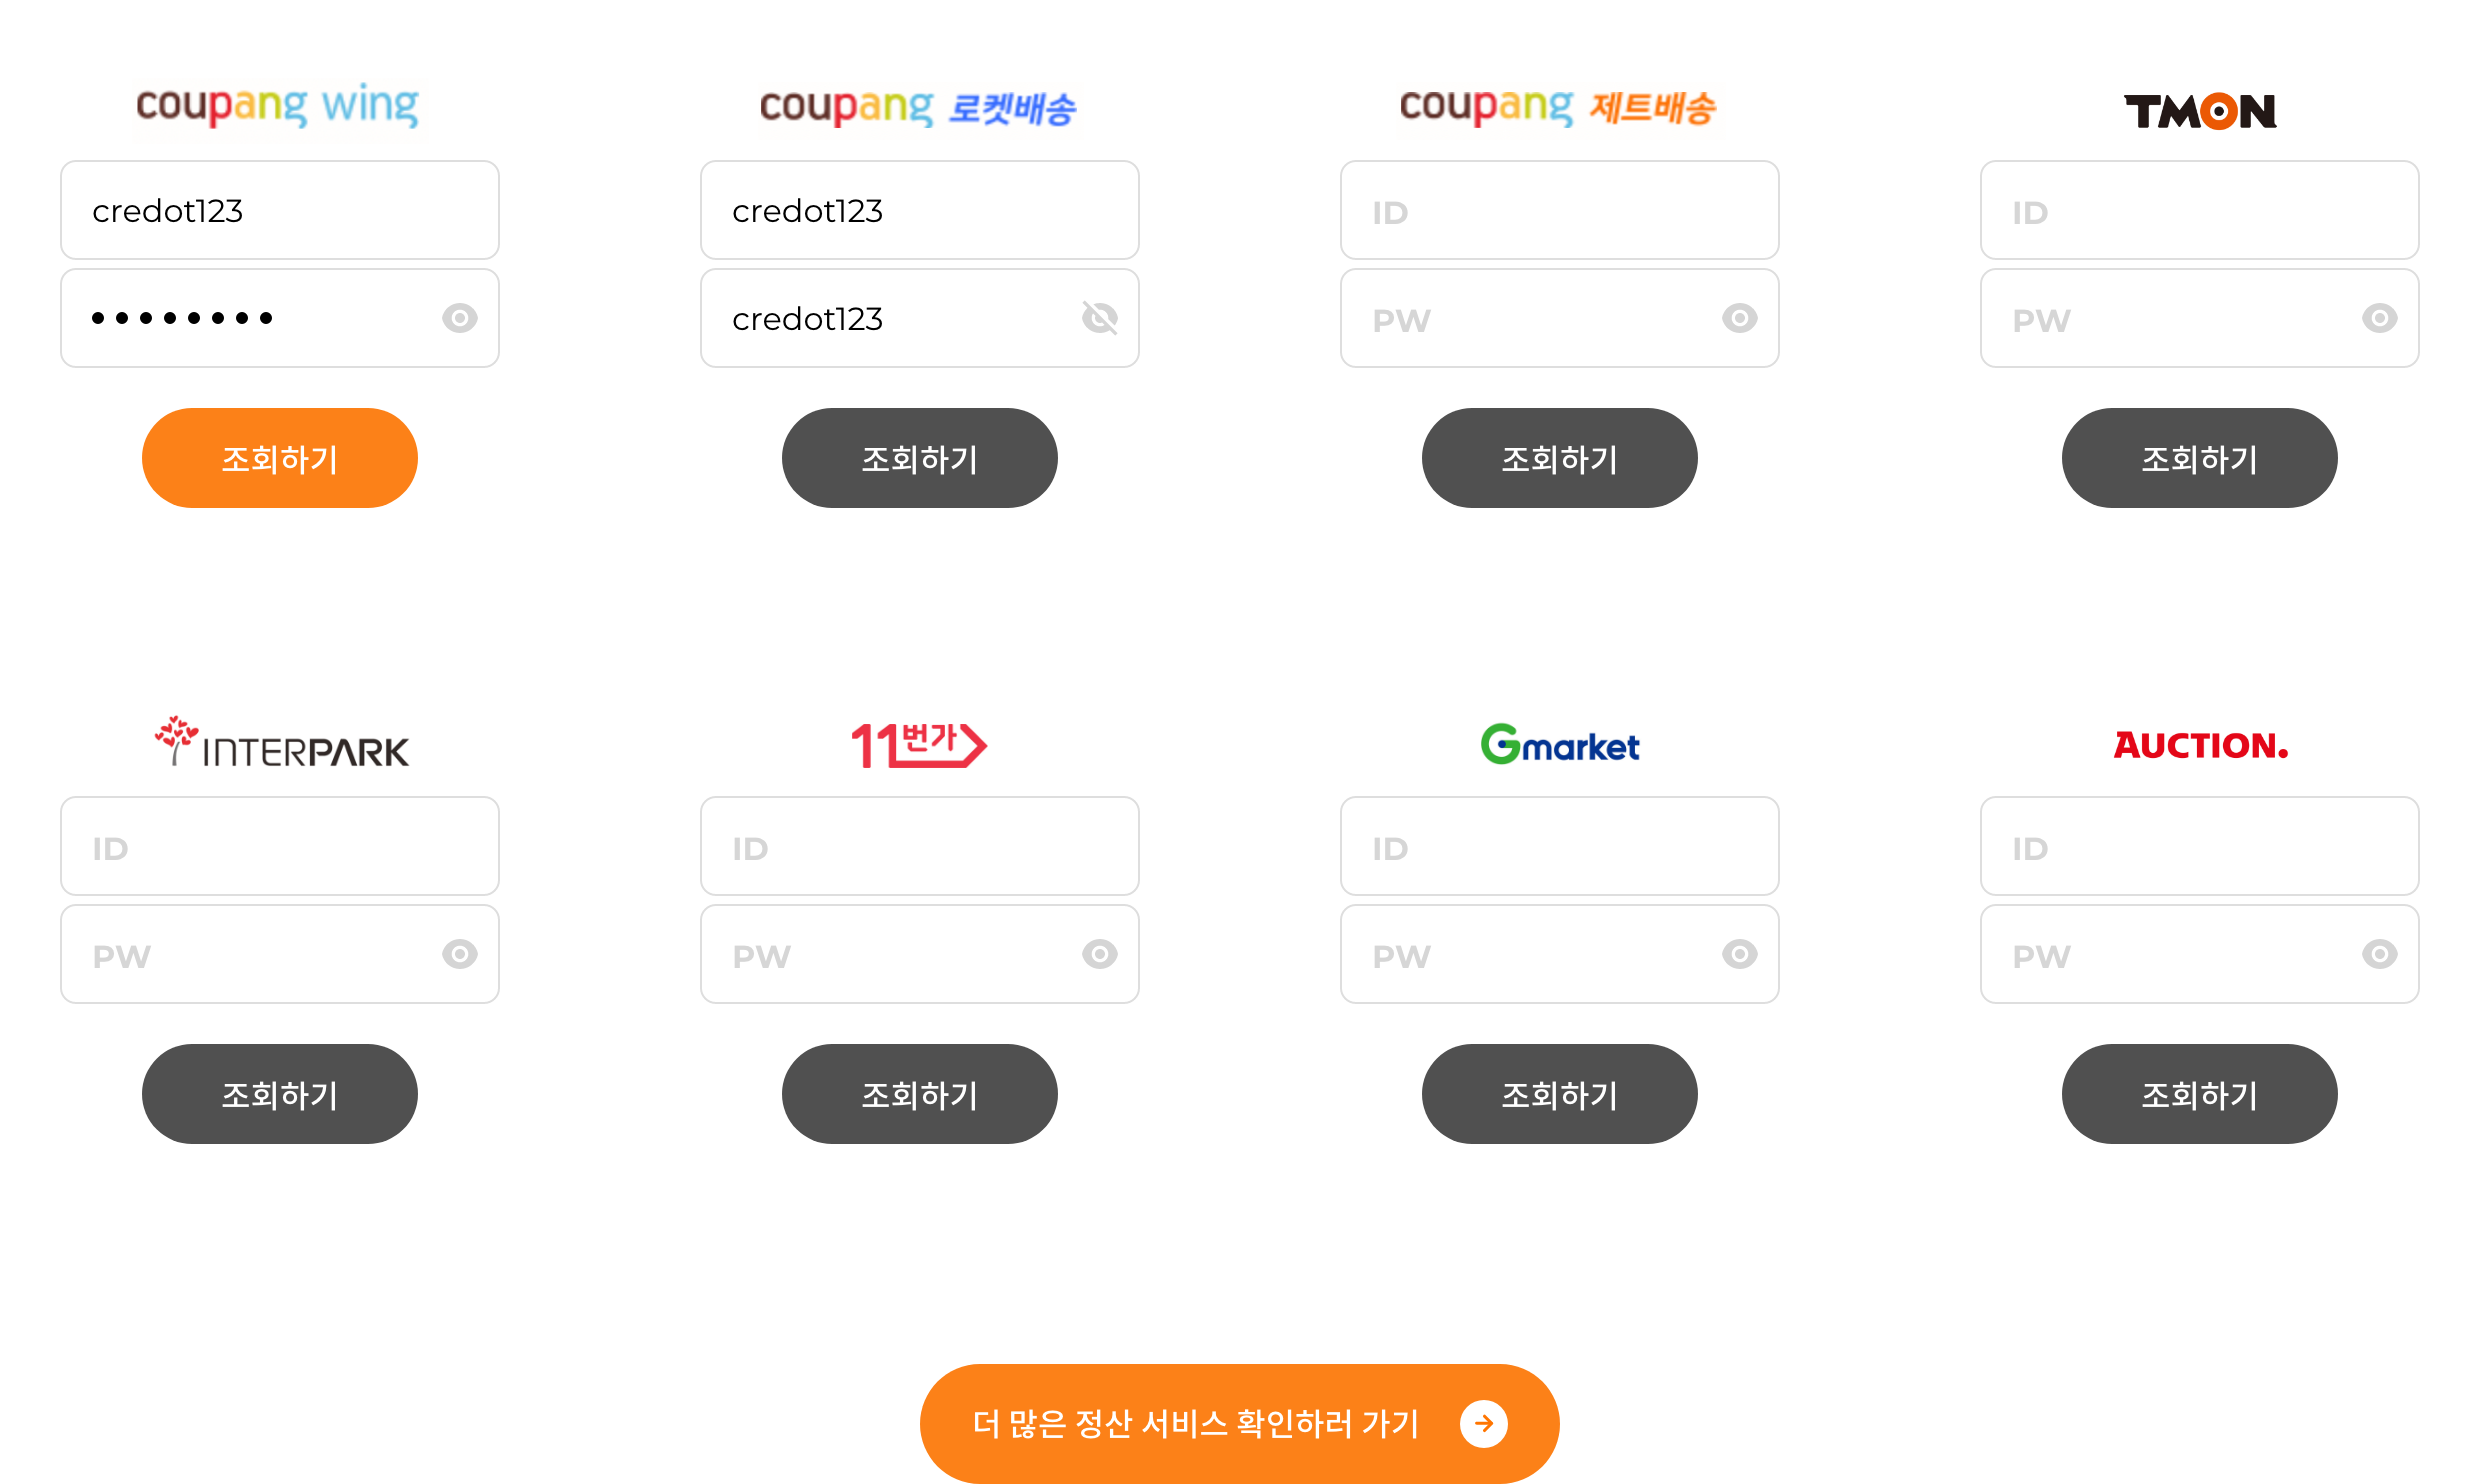 coupang wing
credot123
조회하기
coupang 로켓배송
credot123
credot123
조회하기
coupang 제트배송
ID
PW
조회하기
TMON
ID
PW
조회하기
INTERPARK
ID
PW
조회하기
11번가
ID
PW
조회하기
Gmarket
ID
PW
조회하기
AUCTION.
ID
PW
조회하기
더 많은 정산 서비스 확인하러 가기